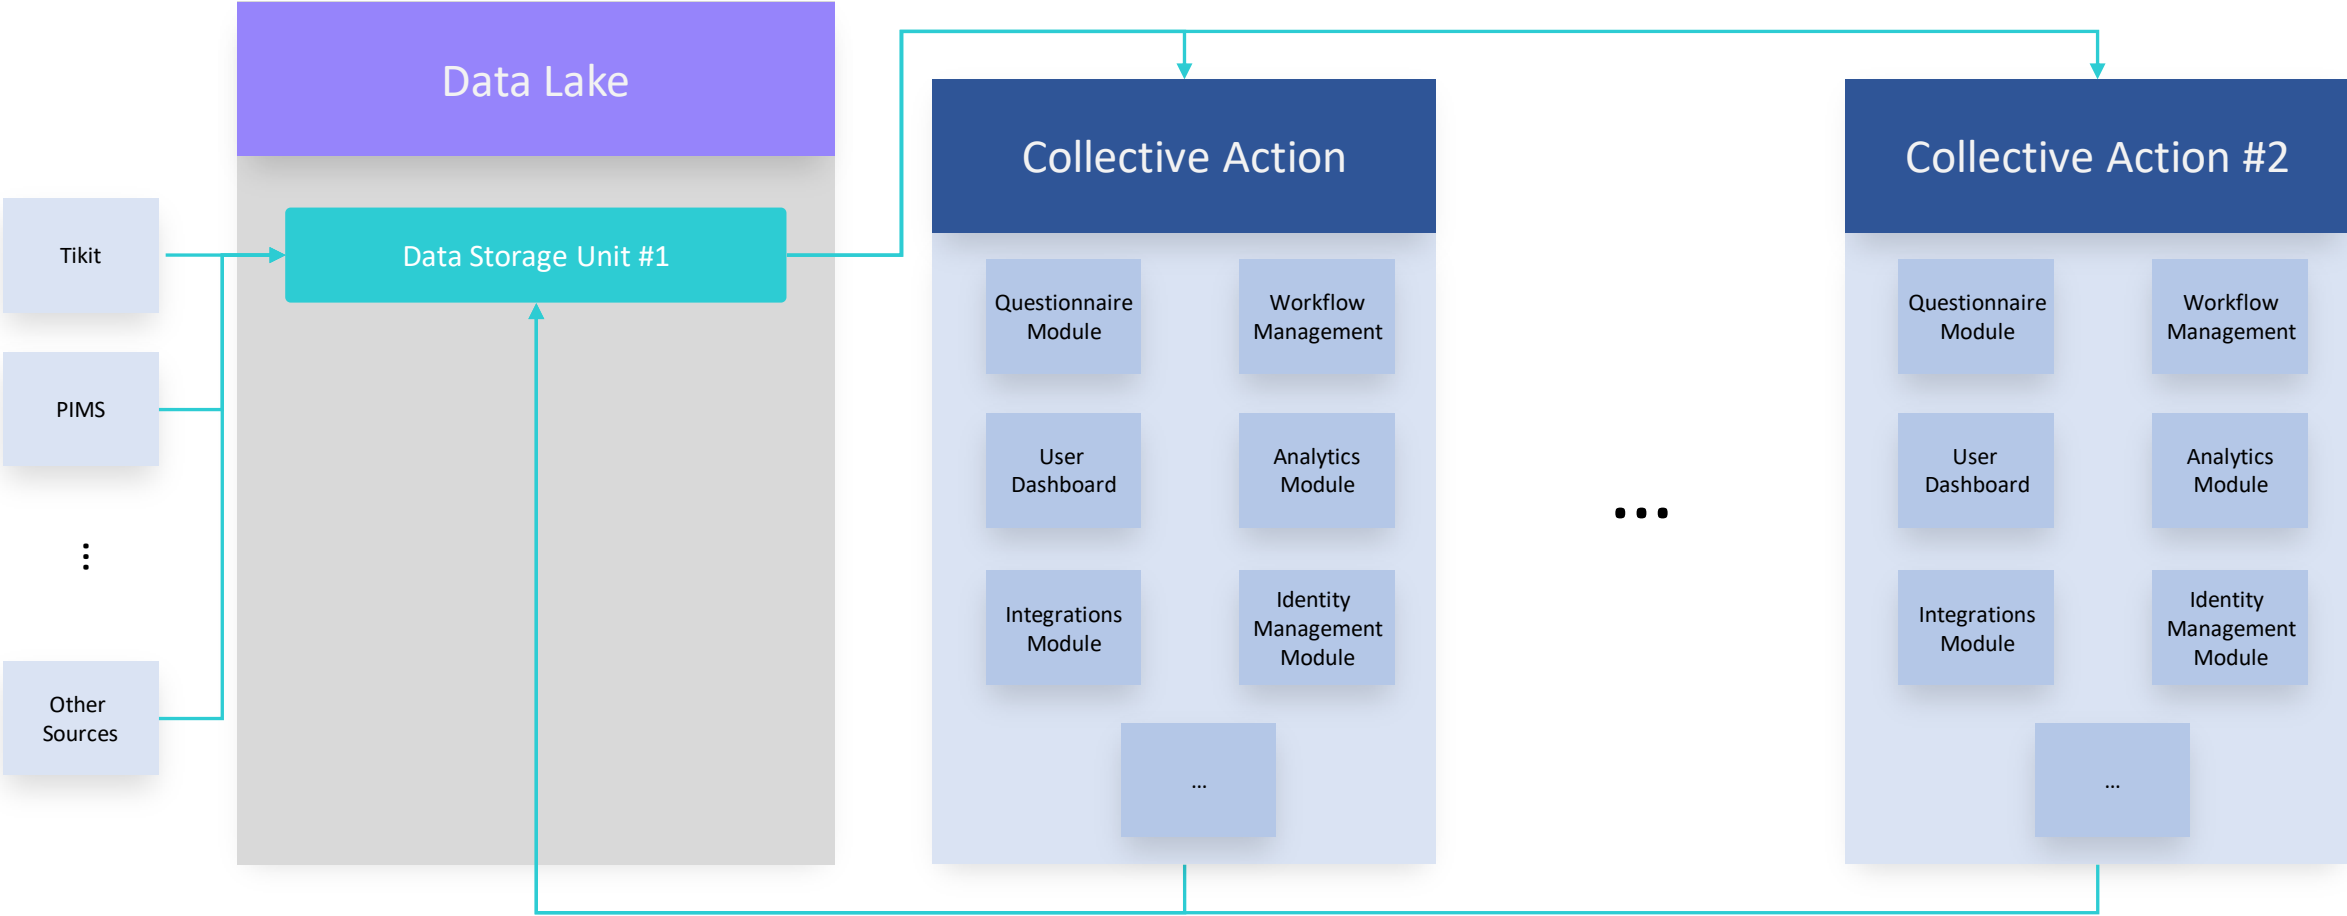 Data Lake
Tikit
Data Storage Unit #1
PIMS
...
Other
Sources
Collective Action
Questionnaire
Module
Workflow
Management
User
Dashboard
Analytics
Module
Integrations
Module
Identity
Management
Module
...
...
Collective Action #2
Questionnaire
Module
Workflow
Management
User
Dashboard
Analytics
Module
Integrations
Module
Identity
Management
Module
...